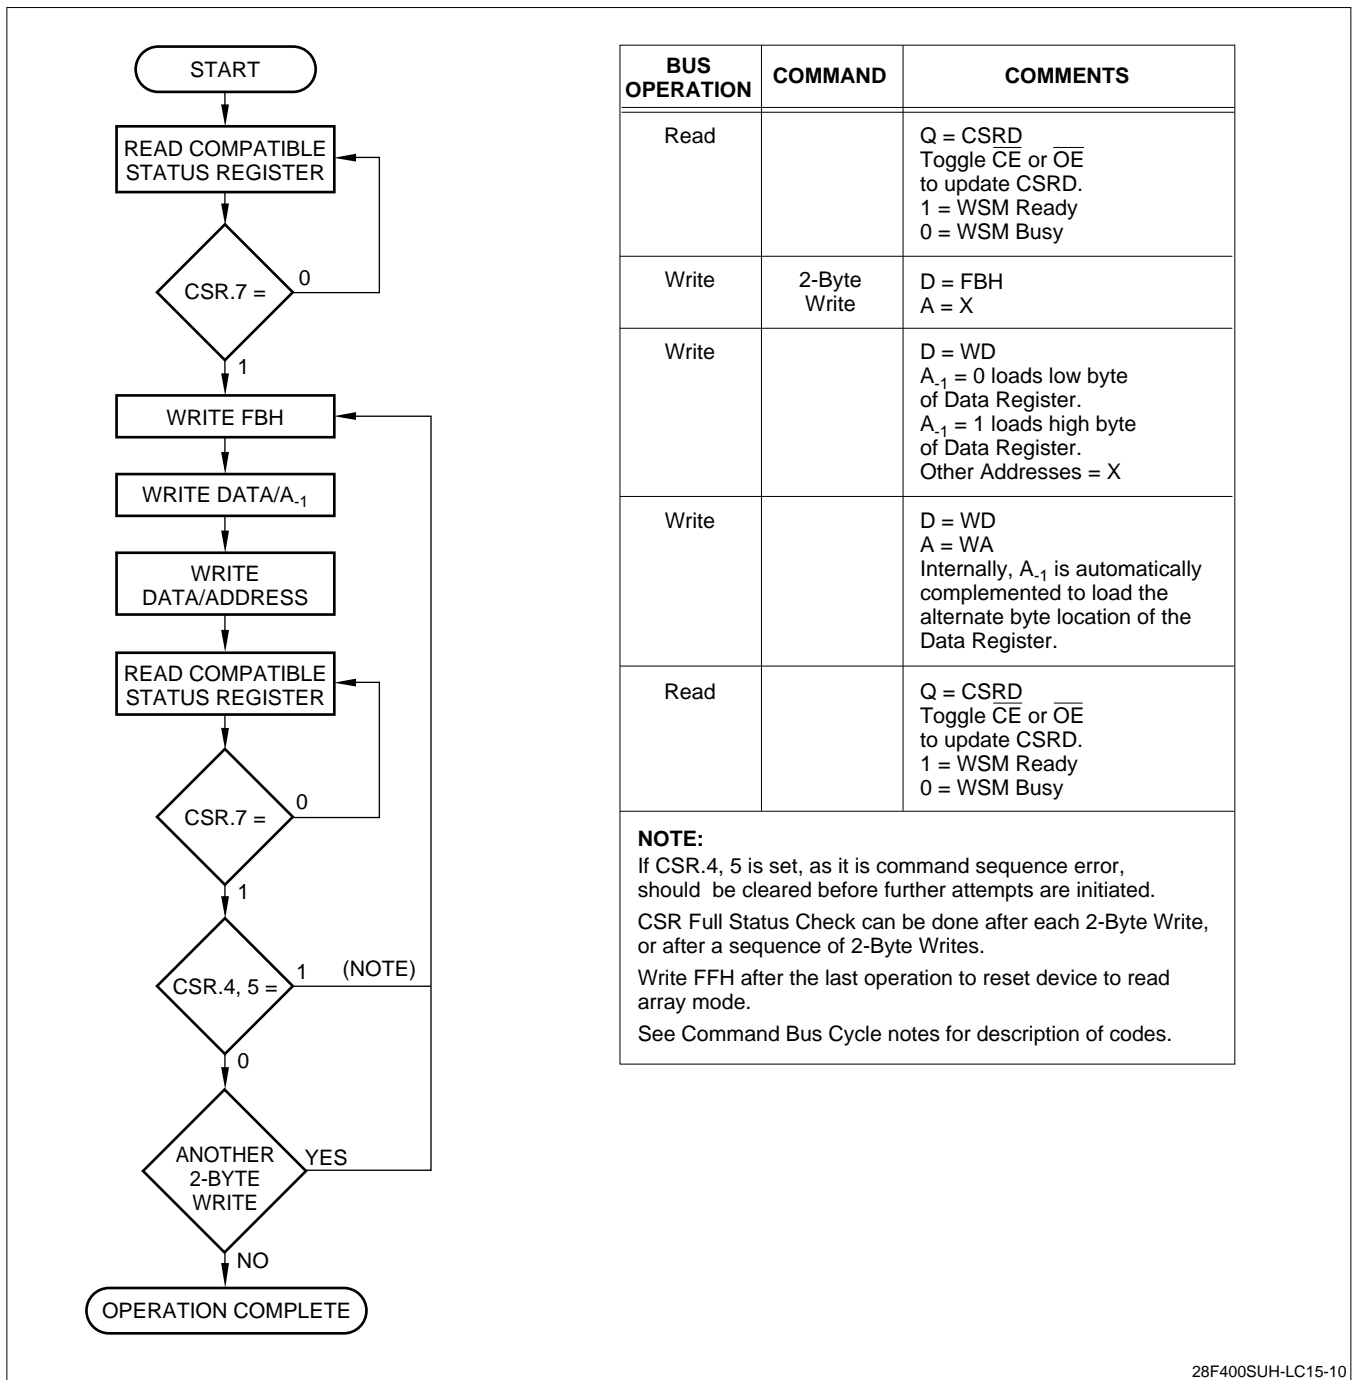 START
READ COMPATIBLE
STATUS REGISTER
CSR.7 =
0
1
WRITE FBH
WRITE DATA/A-1
WRITE
DATA/ADDRESS
READ COMPATIBLE
STATUS REGISTER
CSR.7 =
0
1
CSR.4, 5 =
1
(NOTE)
0
ANOTHER
2-BYTE
WRITE
YES
NO
OPERATION COMPLETE
BUS
OPERATION
COMMAND
COMMENTS
Read
Q = CSRD
Toggle C̅E̅ or O̅E̅
to update CSRD.
1 = WSM Ready
0 = WSM Busy
Write
2-Byte
Write
D = FBH
A = X
Write
D = WD
A-1 = 0 loads low byte
of Data Register.
A-1 = 1 loads high byte
of Data Register.
Other Addresses = X
Write
D = WD
A = WA
Internally, A-1 is automatically
complemented to load the
alternate byte location of the
Data Register.
Read
Q = CSRD
Toggle C̅E̅ or O̅E̅
to update CSRD.
1 = WSM Ready
0 = WSM Busy
NOTE:
If CSR.4, 5 is set, as it is command sequence error,
should be cleared before further attempts are initiated.
CSR Full Status Check can be done after each 2-Byte Write,
or after a sequence of 2-Byte Writes.
Write FFH after the last operation to reset device to read
array mode.
See Command Bus Cycle notes for description of codes.
28F400SUH-LC15-10